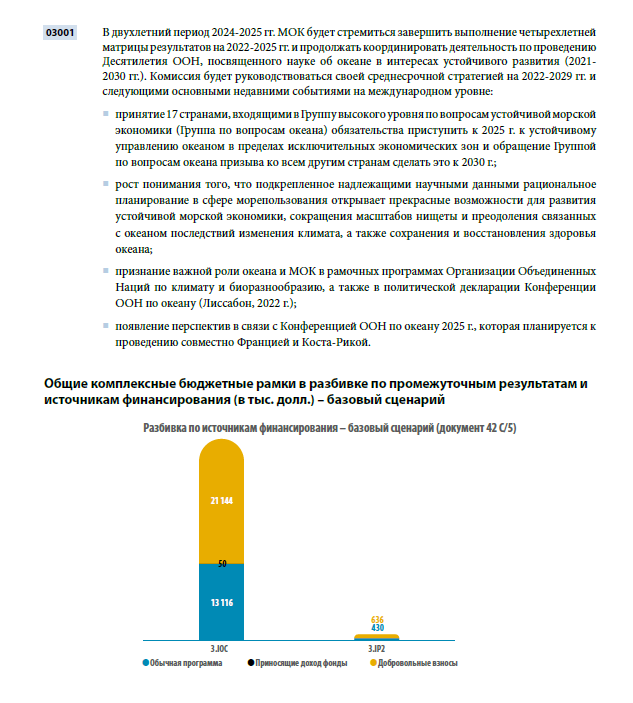 03001 В двухлетний период 2024-2025 гг. МОК будет стремиться завершить выполнение четырехлетней
матрицы результатов на 2022-2025 гг. и продолжать координировать деятельность по проведению
Десятилетия ООН, посвященного науке об океане в интересах устойчивого развития (2021-
2030 гг.). Комиссия будет руководствоваться своей среднесрочной стратегией на 2022-2029 гг. и
следующими основными недавними событиями на международном уровне:
принятие 17 странами, входящими в Группу высокого уровня по вопросам устойчивой морской
экономики (Группа по вопросам океана) обязательства приступить к 2025 г. к устойчивому
управлению океаном в пределах исключительных экономических зон и обращение Группой
по вопросам океана призыва ко всем другим странам сделать это к 2030 г.;
рост понимания того, что подкрепленное надлежащими научными данными рациональное
планирование в сфере морепользования открывает прекрасные возможности для развития
устойчивой морской экономики, сокращения масштабов нищеты и преодоления связанных
с океаном последствий изменения климата, а также сохранения и восстановления здоровья
океана;
признание важной роли океана и МОК в рамочных программах Организации Объединенных
Наций по климату и биоразнообразию, а также в политической декларации Конференции
ООН по океану (Лиссабон, 2022 г.);
появление перспектив в связи с Конференцией ООН по океану 2025 г., которая планируется к
проведению совместно Францией и Коста-Рикой.
Общие комплексные бюджетные рамки в разбивке по промежуточным результатам и
источникам финансирования (в тыс. долл.) – базовый сценарий
Разбивка по источникам финансирования – базовый сценарий (документ 42 C/5)
21 144
50
13 116
636
430
3.IOC 3.IP2
Обычная программа Приносящие доход фонды Добровольные взносы